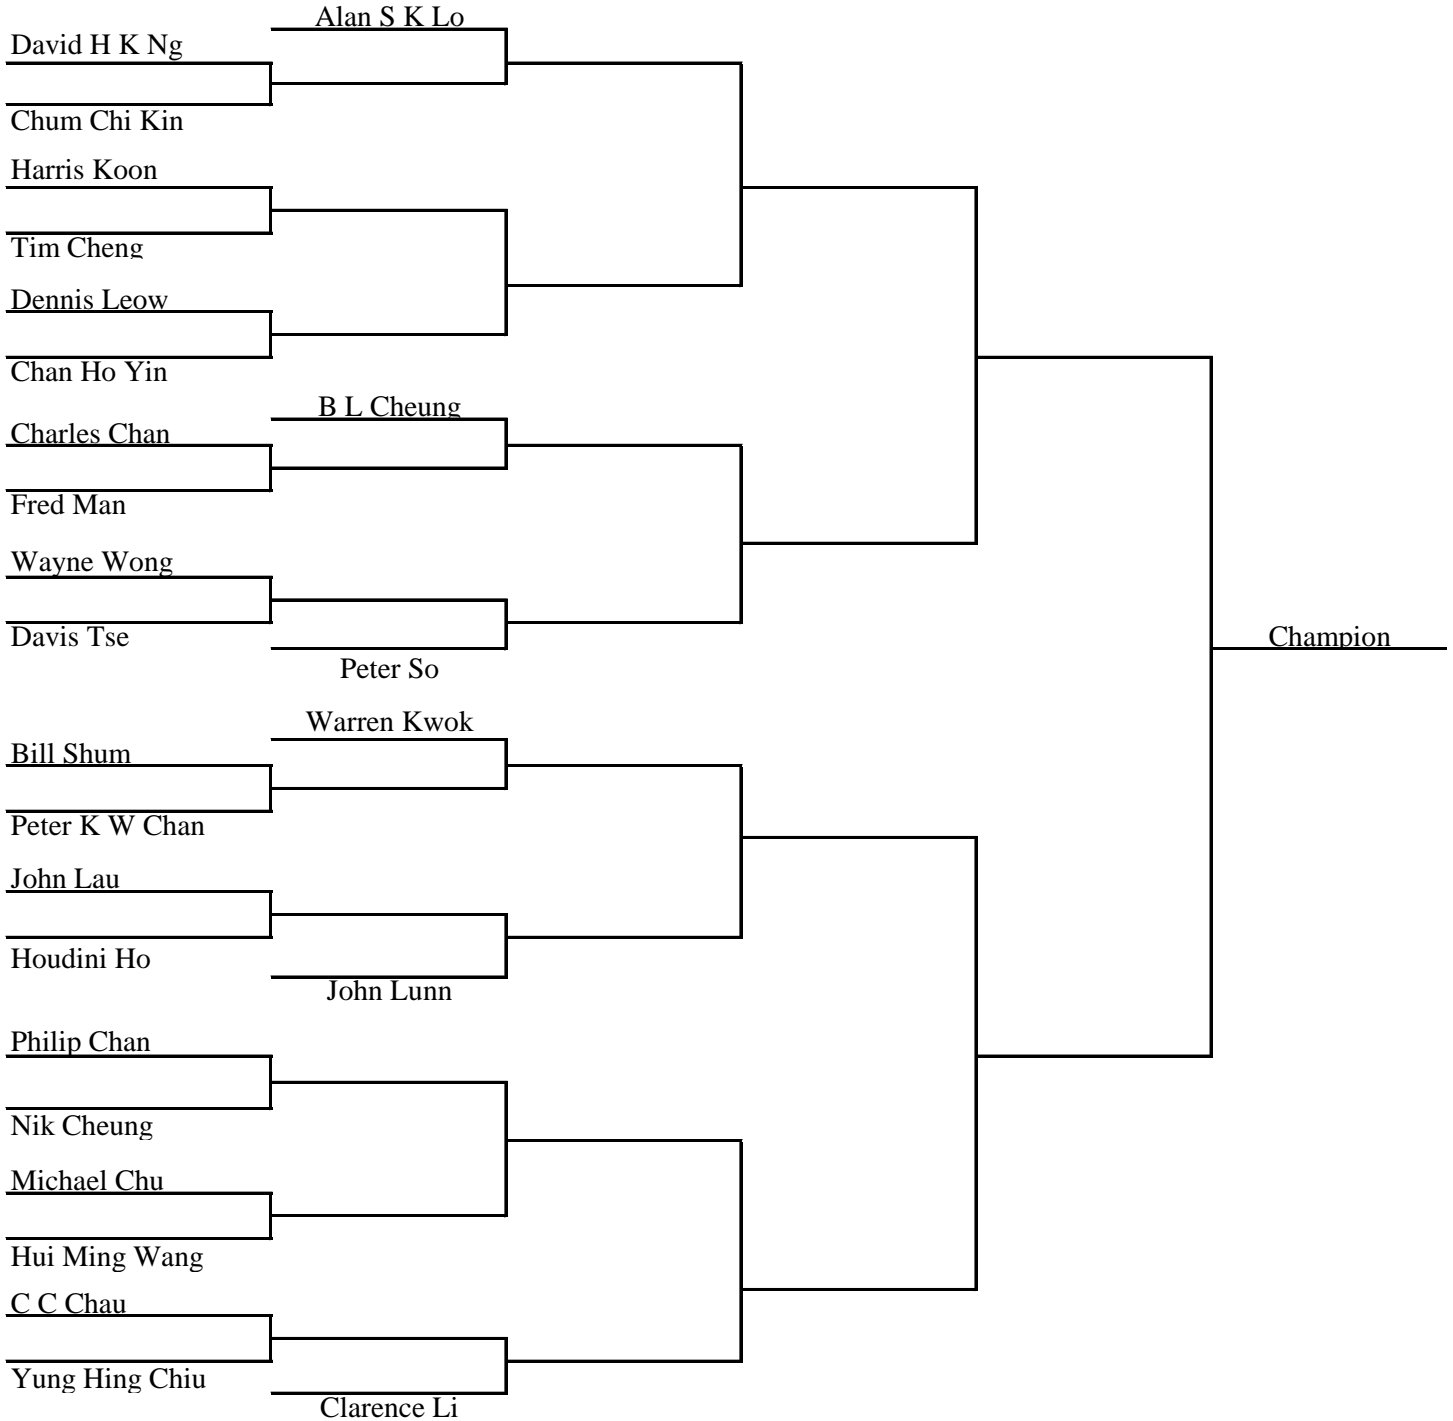 Alan S K Lo
David H K Ng
Chum Chi Kin
Harris Koon
Tim Cheng
Dennis Leow
Chan Ho Yin
B L Cheung
Charles Chan
Fred Man
Wayne Wong
Davis Tse
Champion
Peter So
Warren Kwok
Bill Shum
Peter K W Chan
John Lau
Houdini Ho
John Lunn
Philip Chan
Nik Cheung
Michael Chu
Hui Ming Wang
C C Chau
Yung Hing Chiu
Clarence Li